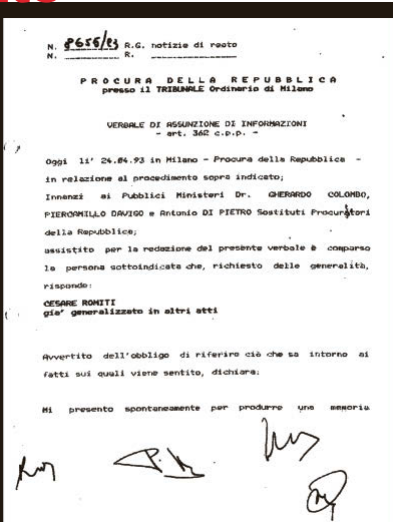 N. 8655/93 R.G. notizie di reato
N. R.
PROCURA DELLA REPUBBLICA
presso il TRIBUNALE Ordinario di Milano
VERBALE DI ASSUNZIONE DI INFORMAZIONI
- art. 362 c.p.p. -
Oggi li' 24.04.93 in Milano - Procura della Repubblica -
in relazione al procedimento sopra indicato;
Innanzi ai Pubblici Ministeri Dr. GHERARDO COLOMBO,
PIERCAMILLO DAVIGO e Antonio DI PIETRO Sostituti Procuratori
della Repubblica;
assistito per la redazione del presente verbale è comparso
la persona sottoindicata che, richiesto delle generalità,
risponde:
CESARE ROMITI
gia' generalizzato in altri atti
Avvertito dell'obbligo di riferire ciò che sa intorno ai
fatti sui quali viene sentito, dichiara:
Mi presento spontaneamente per produrre una memoria